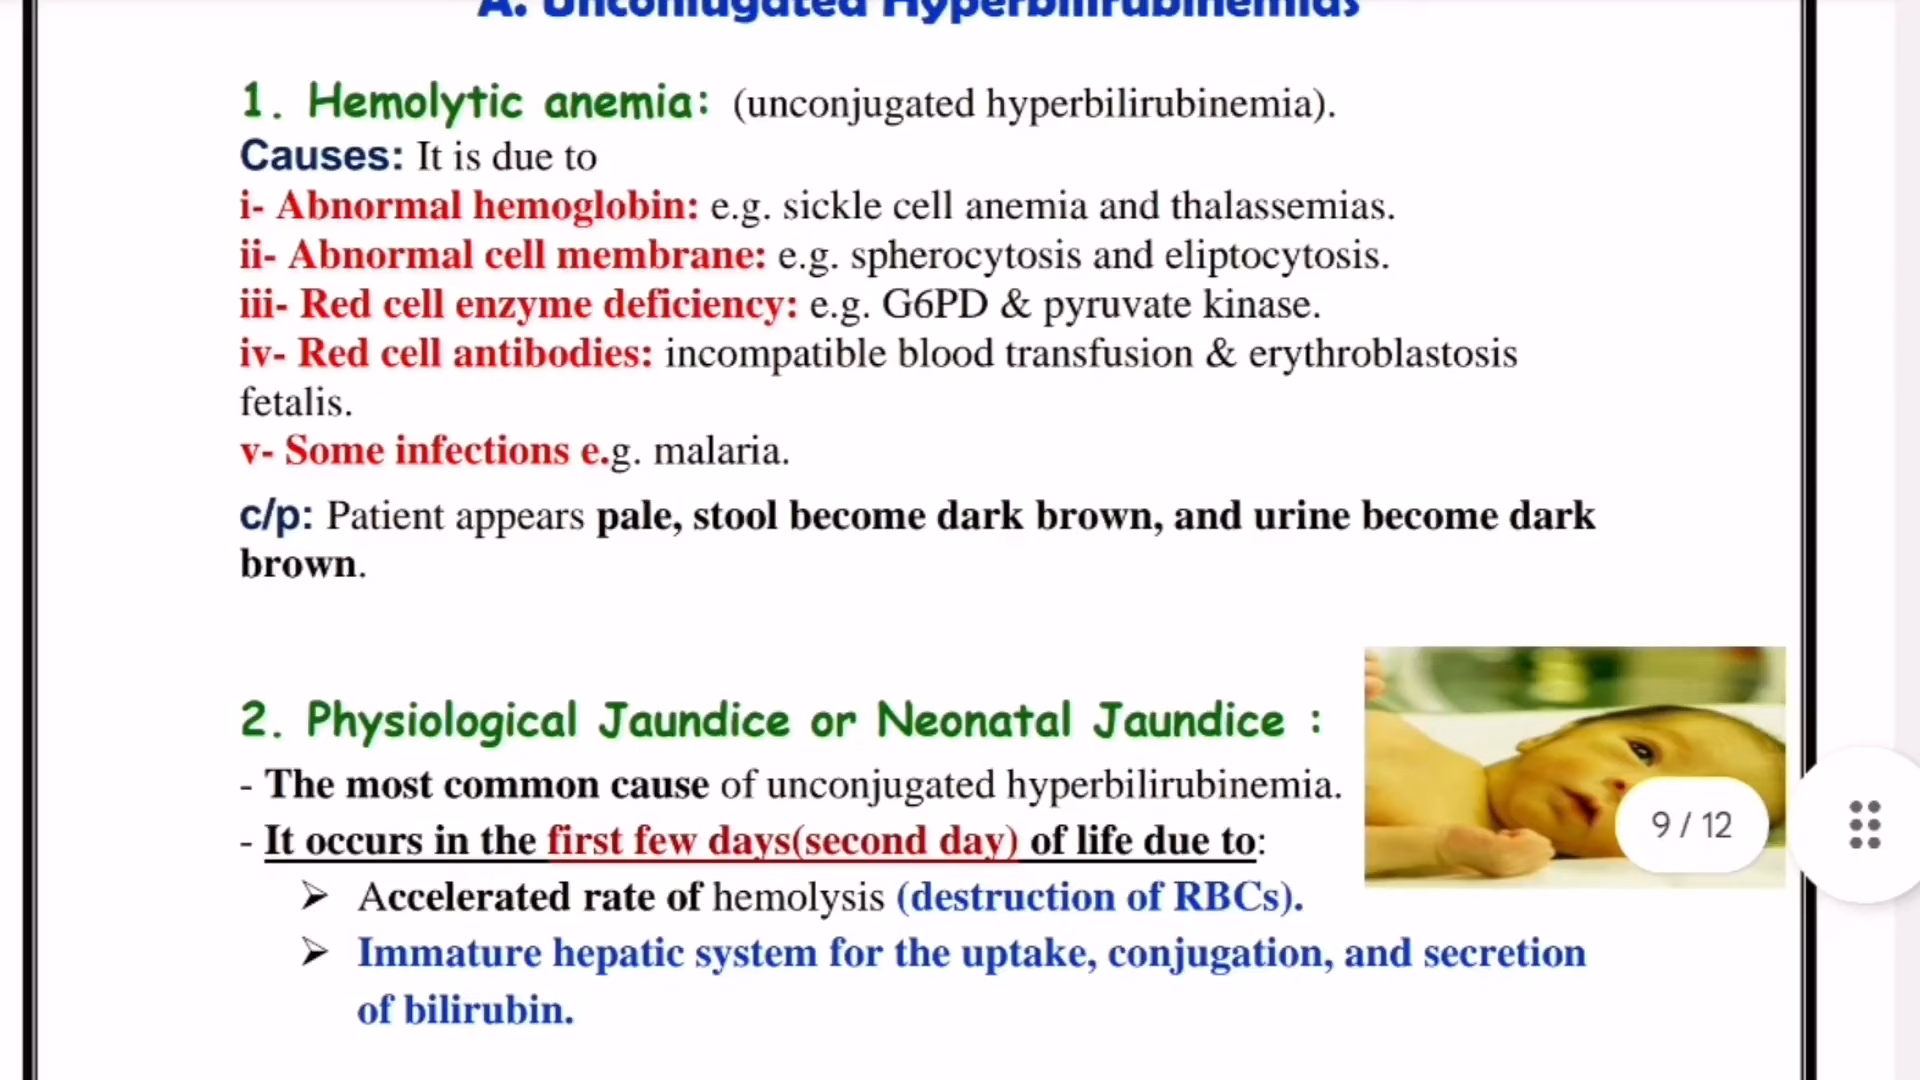 A. Unconjugated Hyperbilirubinemias
1. Hemolytic anemia: (unconjugated hyperbilirubinemia).
Causes: It is due to
i- Abnormal hemoglobin: e.g. sickle cell anemia and thalassemias.
ii- Abnormal cell membrane: e.g. spherocytosis and eliptocytosis.
iii- Red cell enzyme deficiency: e.g. G6PD & pyruvate kinase.
iv- Red cell antibodies: incompatible blood transfusion & erythroblastosis
fetalis.
v- Some infections e.g. malaria.
c/p: Patient appears pale, stool become dark brown, and urine become dark
brown.
2. Physiological Jaundice or Neonatal Jaundice :
- The most common cause of unconjugated hyperbilirubinemia.
- It occurs in the first few days(second day) of life due to:
➢ Accelerated rate of hemolysis (destruction of RBCs).
➢ Immature hepatic system for the uptake, conjugation, and secretion
of bilirubin.
9 / 12